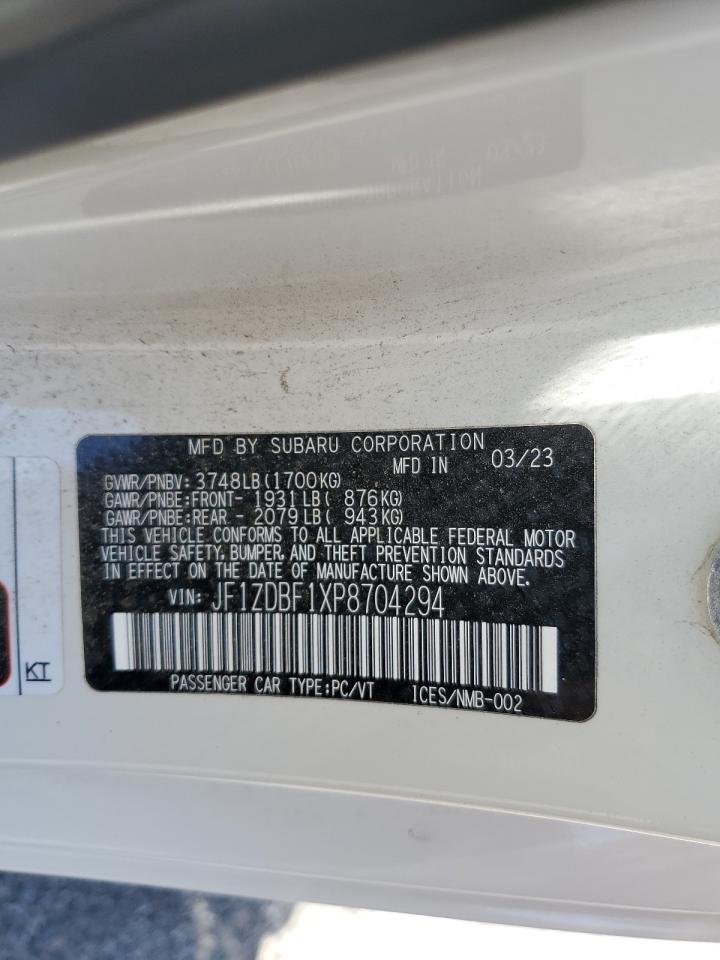 MFD BY SUBARU CORPORATION
MFD IN 03/23
GVWR/PNBV: 3748LB(1700KG)
GAWR/PNBE:FRONT- 1931LB( 876KG)
GAWR/PNBE:REAR - 2079LB( 943KG)
THIS VEHICLE CONFORMS TO ALL APPLICABLE FEDERAL MOTOR
VEHICLE SAFETY, BUMPER, AND THEFT PREVENTION STANDARDS
IN EFFECT ON THE DATE OF MANUFACTURE SHOWN ABOVE.
VIN: JF1ZDBF1XP8704294
PASSENGER CAR TYPE:PC/VT ICES/NMB-002
KT